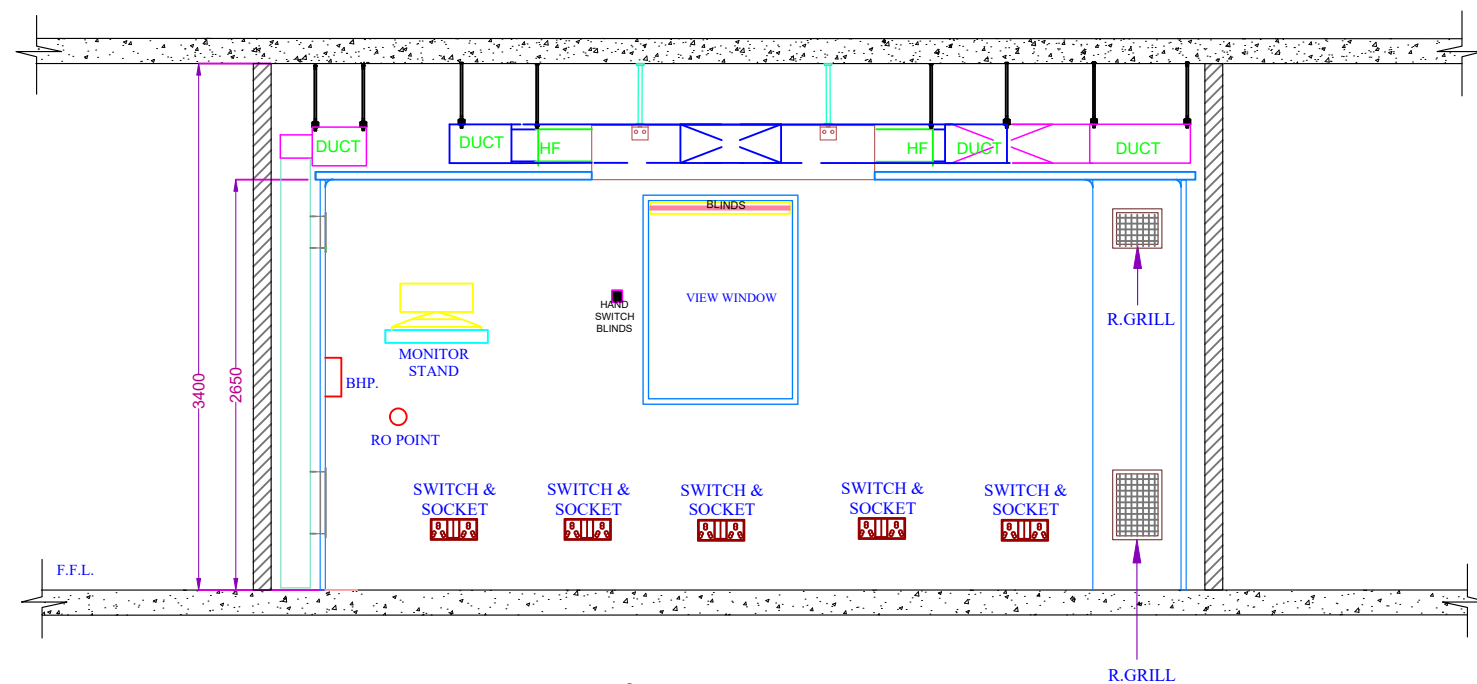 DUCT
DUCT
HF
HF
DUCT
DUCT
BLINDS
VIEW WINDOW
HAND
SWITCH
BLINDS
R.GRILL
MONITOR
STAND
3400
2650
BHP.
RO POINT
SWITCH &
SOCKET
SWITCH &
SOCKET
SWITCH &
SOCKET
SWITCH &
SOCKET
SWITCH &
SOCKET
F.F.L.
R.GRILL